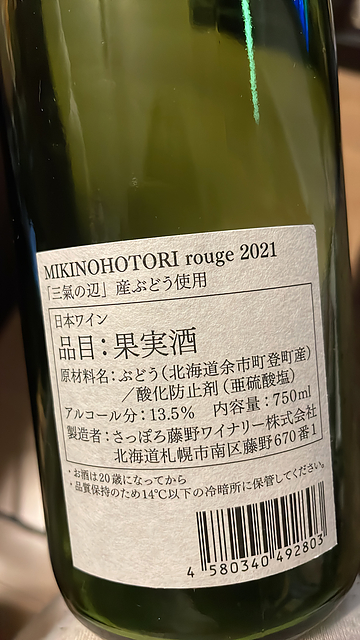 MIKINOHOTORI rouge 2021
「三氣の辺」産ぶどう使用
日本ワイン
品目：果実酒
原材料名：ぶどう（北海道余市町登町産）
／酸化防止剤（亜硫酸塩）
アルコール分：13.5% 内容量：750ml
製造者：さっぽろ藤野ワイナリー株式会社
北海道札幌市南区藤野670番1
・お酒は20歳になってから
・品質保持のため14℃以下の冷暗所に保管してください。
4 580340 492803